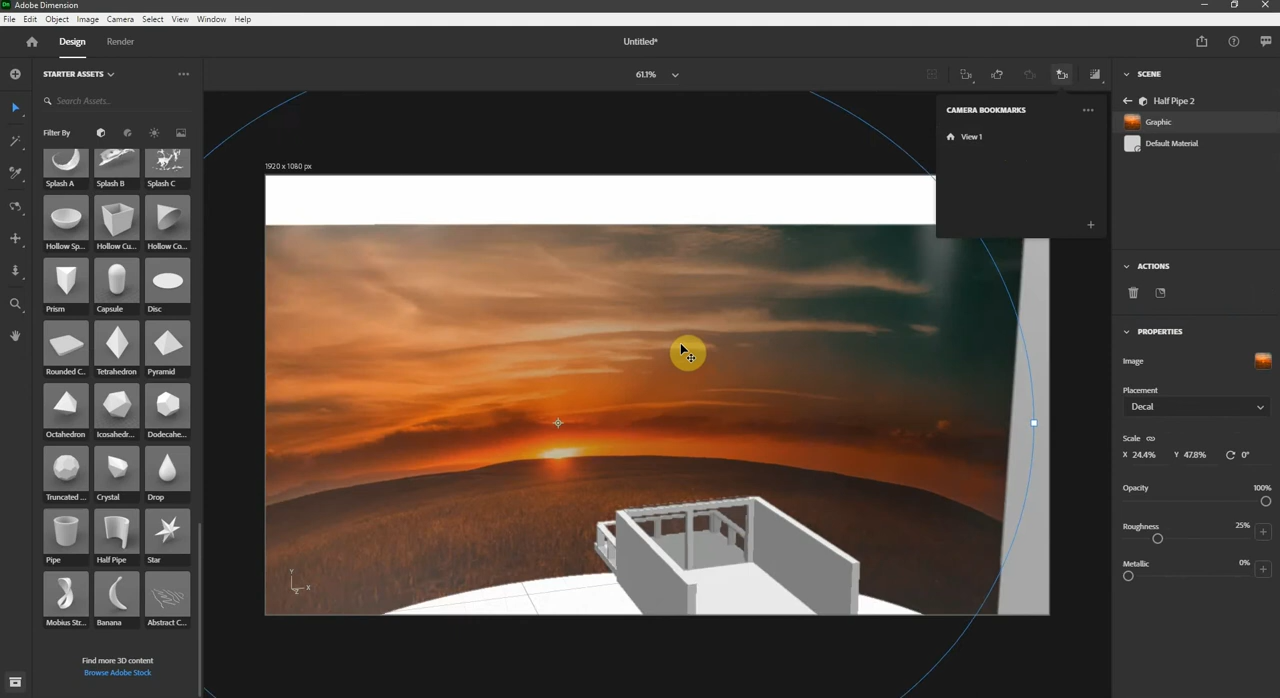 Dn Adobe Dimension
File Edit Object Image Camera Select View Window Help
Design Render Untitled*
STARTER ASSETS
Search Assets...
Filter By
Splash A Splash B Splash C
Hollow Sp... Hollow Cu... Hollow Co...
Prism Capsule Disc
Rounded C... Tetrahedron Pyramid
Octahedron Icosahedr... Dodecahe...
Truncated ... Crystal Drop
Pipe Half Pipe Star
Mobius Str... Banana Abstract C...
Find more 3D content
Browse Adobe Stock
61.1%
1920 x 1080 px
Y
X
Z
CAMERA BOOKMARKS
View 1
SCENE
Half Pipe 2
Graphic
Default Material
ACTIONS
PROPERTIES
Image
Placement
Decal
Scale
X 24.4% Y 47.8% 0°
Opacity 100%
Roughness 25%
Metallic 0%